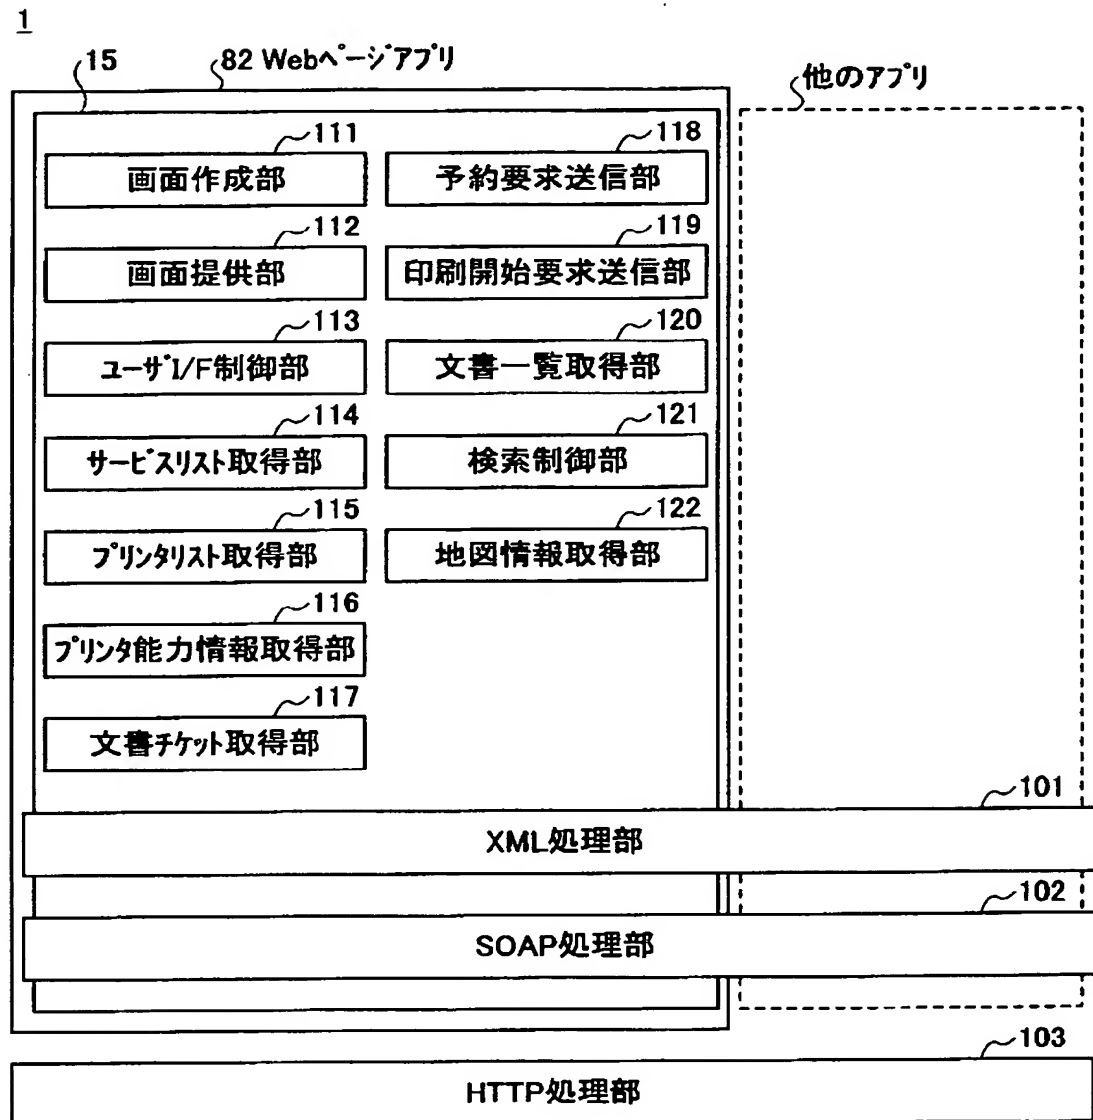 1
15
82 Webページアプリ
他のアプリ
111
画面作成部
118
予約要求送信部
112
画面提供部
119
印刷開始要求送信部
113
ユーザI/F制御部
120
文書一覧取得部
114
サービスリスト取得部
121
検索制御部
115
プリンタリスト取得部
122
地図情報取得部
116
プリンタ能力情報取得部
117
文書チケット取得部
101
XML処理部
102
SOAP処理部
103
HTTP処理部